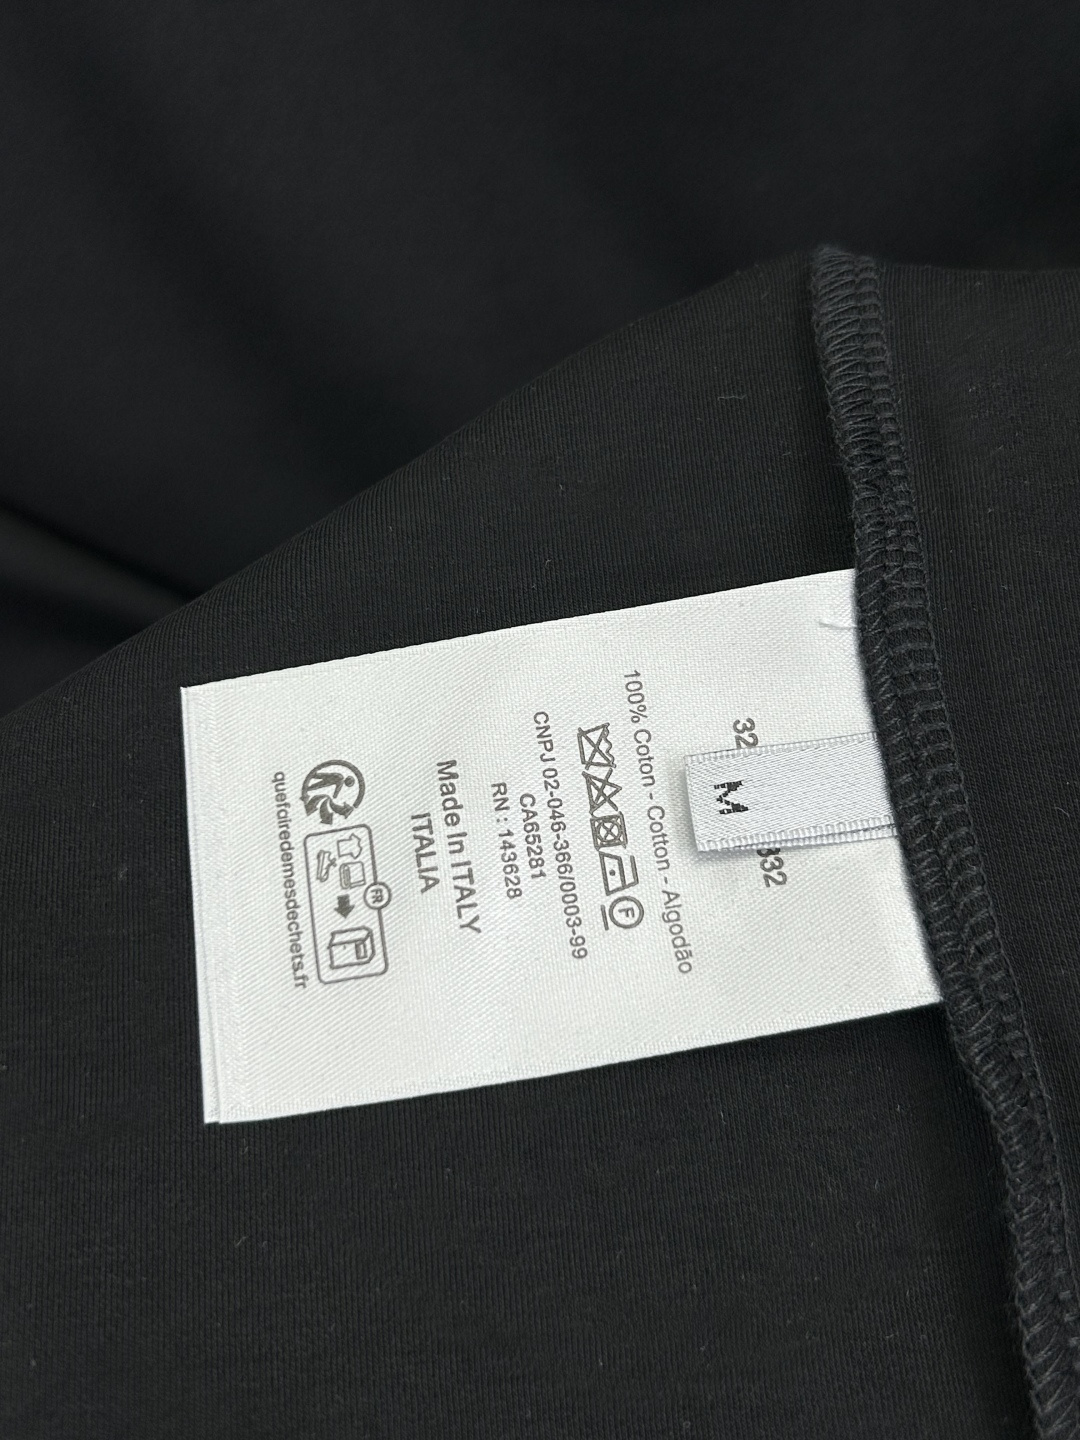 32
332
M
100% Coton - Cotton - Algodão
F
CNPJ 02-046-366/0003-99
CA65281
RN : 143628
Made In ITALY
ITALIA
FR
quefairedemesdechets.fr